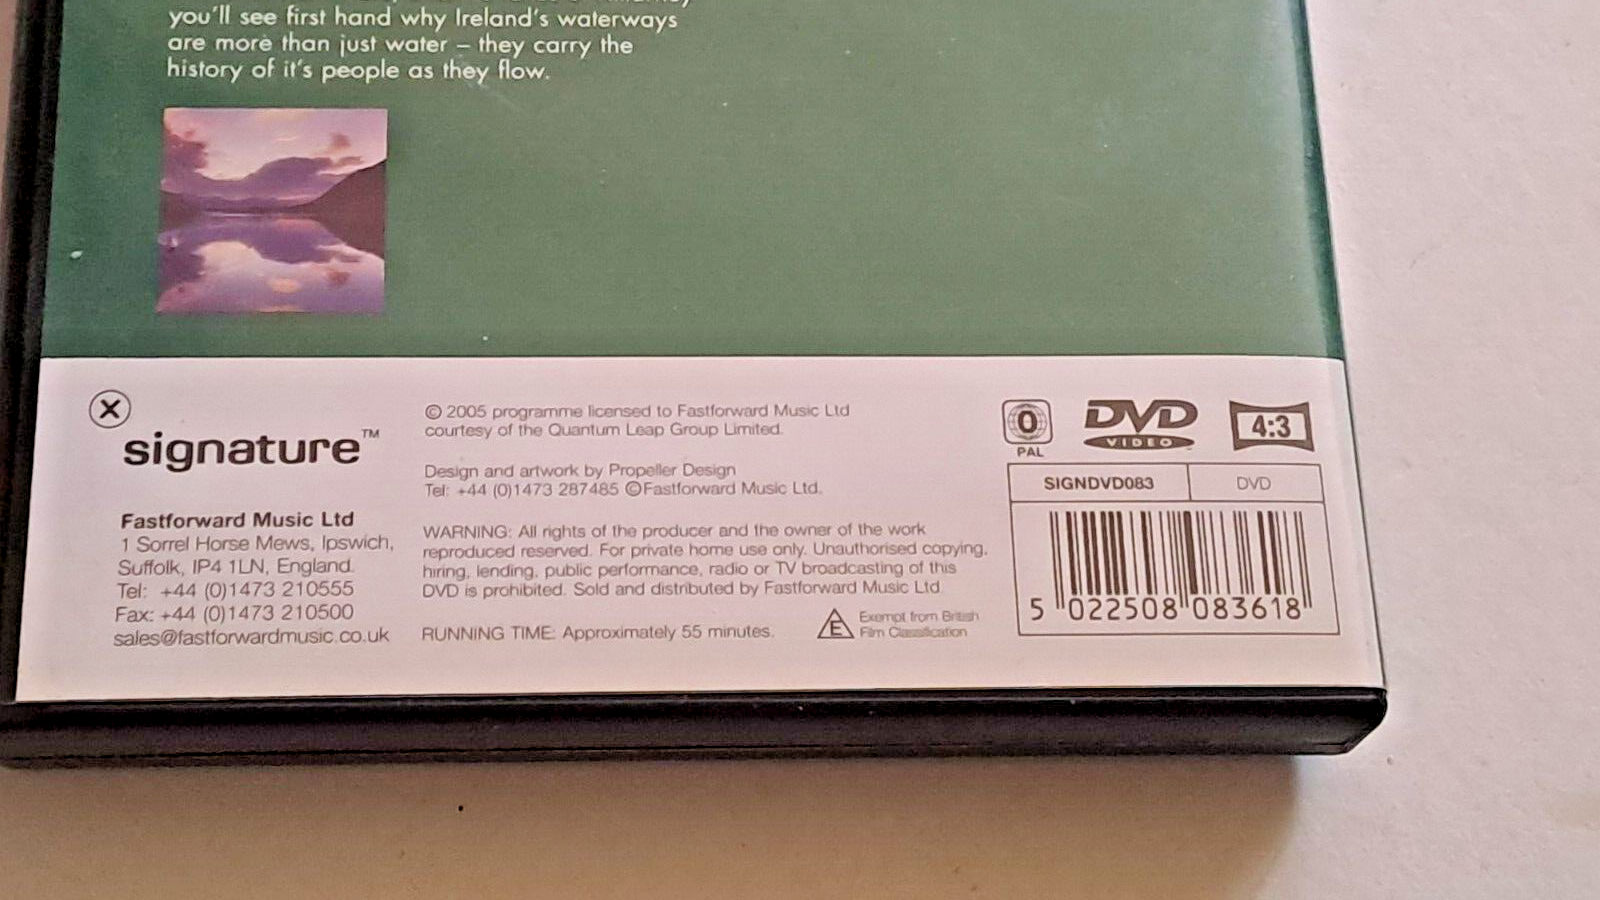 you'll see first hand why Ireland's waterways
are more than just water – they carry the
history of it's people as they flow.
X
signature™
Fastforward Music Ltd
1 Sorrel Horse Mews, Ipswich,
Suffolk, IP4 1LN, England.
Tel: +44 (0)1473 210555
Fax: +44 (0)1473 210500
sales@fastforwardmusic.co.uk
© 2005 programme licensed to Fastforward Music Ltd
courtesy of the Quantum Leap Group Limited.
Design and artwork by Propeller Design
Tel: +44 (0)1473 287485 ©Fastforward Music Ltd.
WARNING: All rights of the producer and the owner of the work
reproduced reserved. For private home use only. Unauthorised copying,
hiring, lending, public performance, radio or TV broadcasting of this
DVD is prohibited. Sold and distributed by Fastforward Music Ltd
RUNNING TIME: Approximately 55 minutes.
E
Exempt from British
Film Classification
0
PAL
DVD
VIDEO
4:3
SIGNDVD083
DVD
5 022508 083618